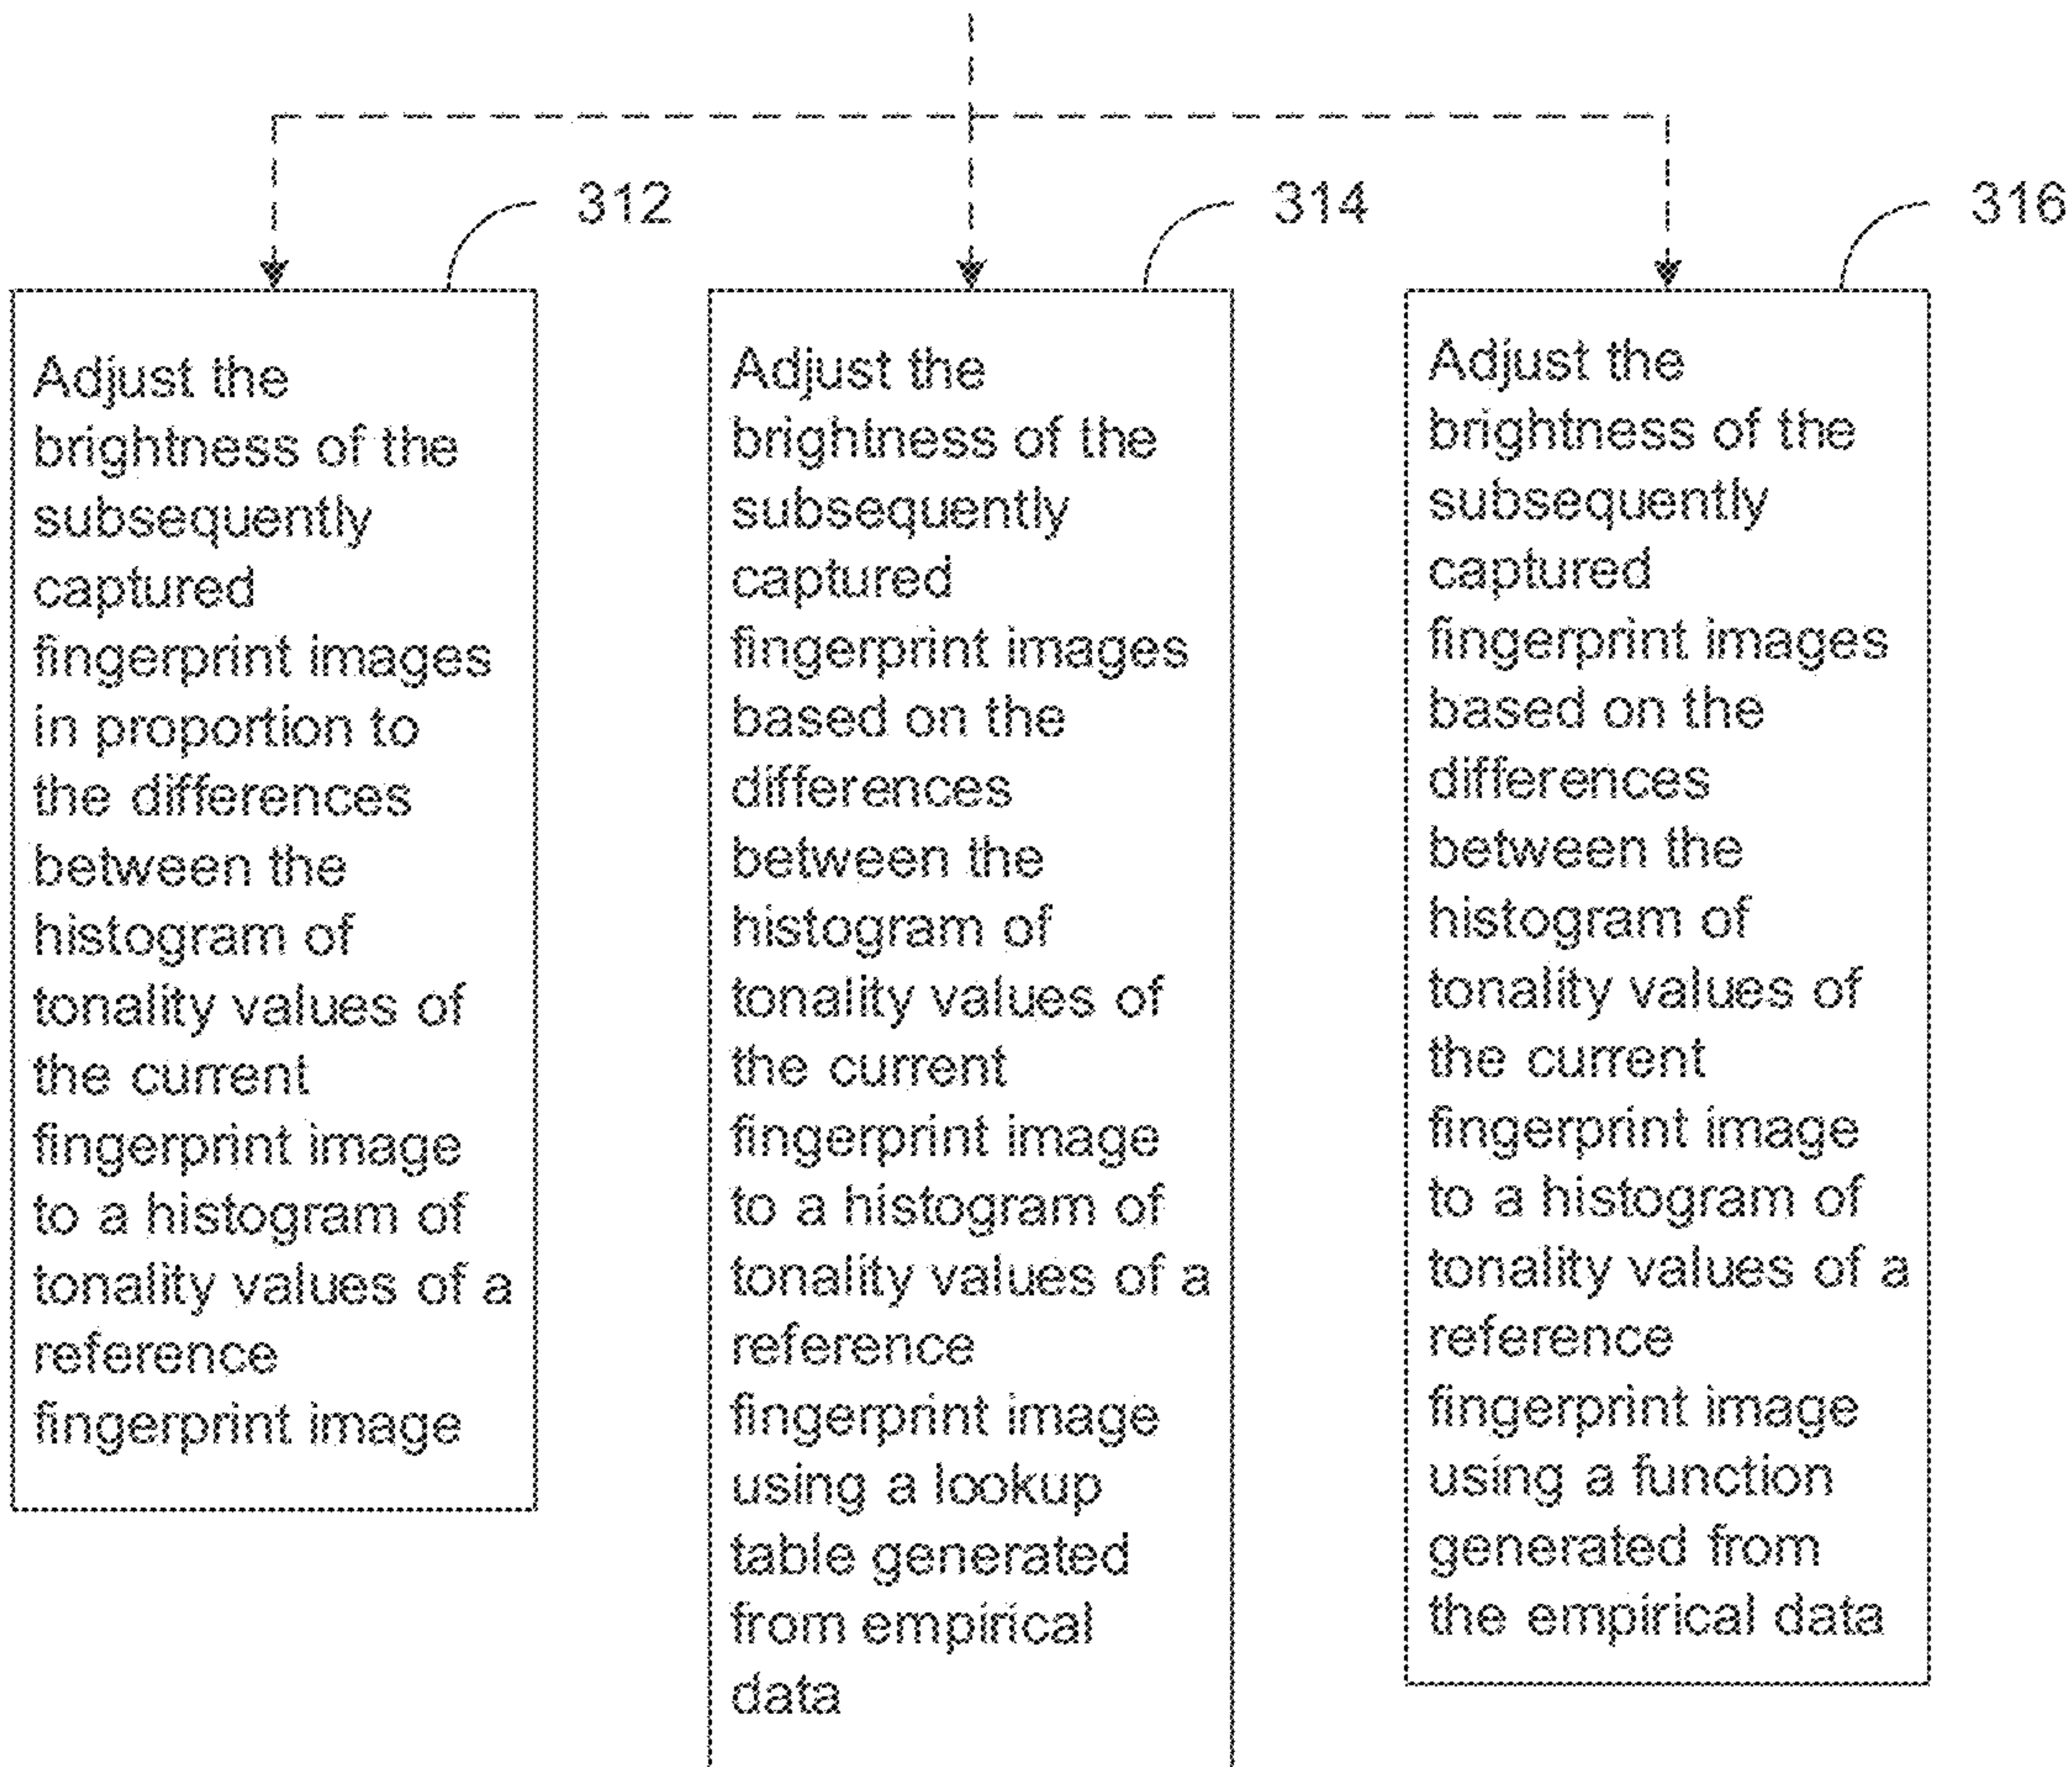 312
Adjust the
brightness of the
subsequently
captured
fingerprint images
in proportion to
the differences
between the
histogram of
tonality values of
the current
fingerprint image
to a histogram of
tonality values of a
reference
fingerprint image
314
Adjust the
brightness of the
subsequently
captured
fingerprint images
based on the
differences
between the
histogram of
tonality values of
the current
fingerprint image
to a histogram of
tonality values of a
reference
fingerprint image
using a lookup
table generated
from empirical
data
316
Adjust the
brightness of the
subsequently
captured
fingerprint images
based on the
differences
between the
histogram of
tonality values of
the current
fingerprint image
to a histogram of
tonality values of a
reference
fingerprint image
using a function
generated from
the empirical data